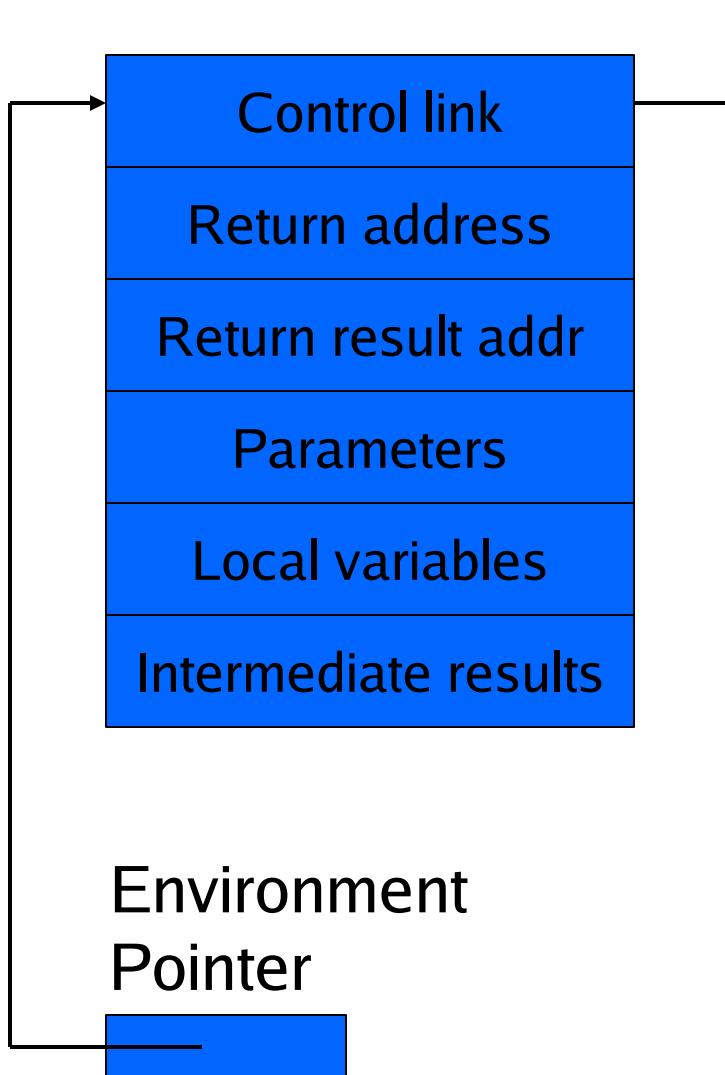 Control link
Return address
Return result addr
Parameters
Local variables
Intermediate results
Environment
Pointer